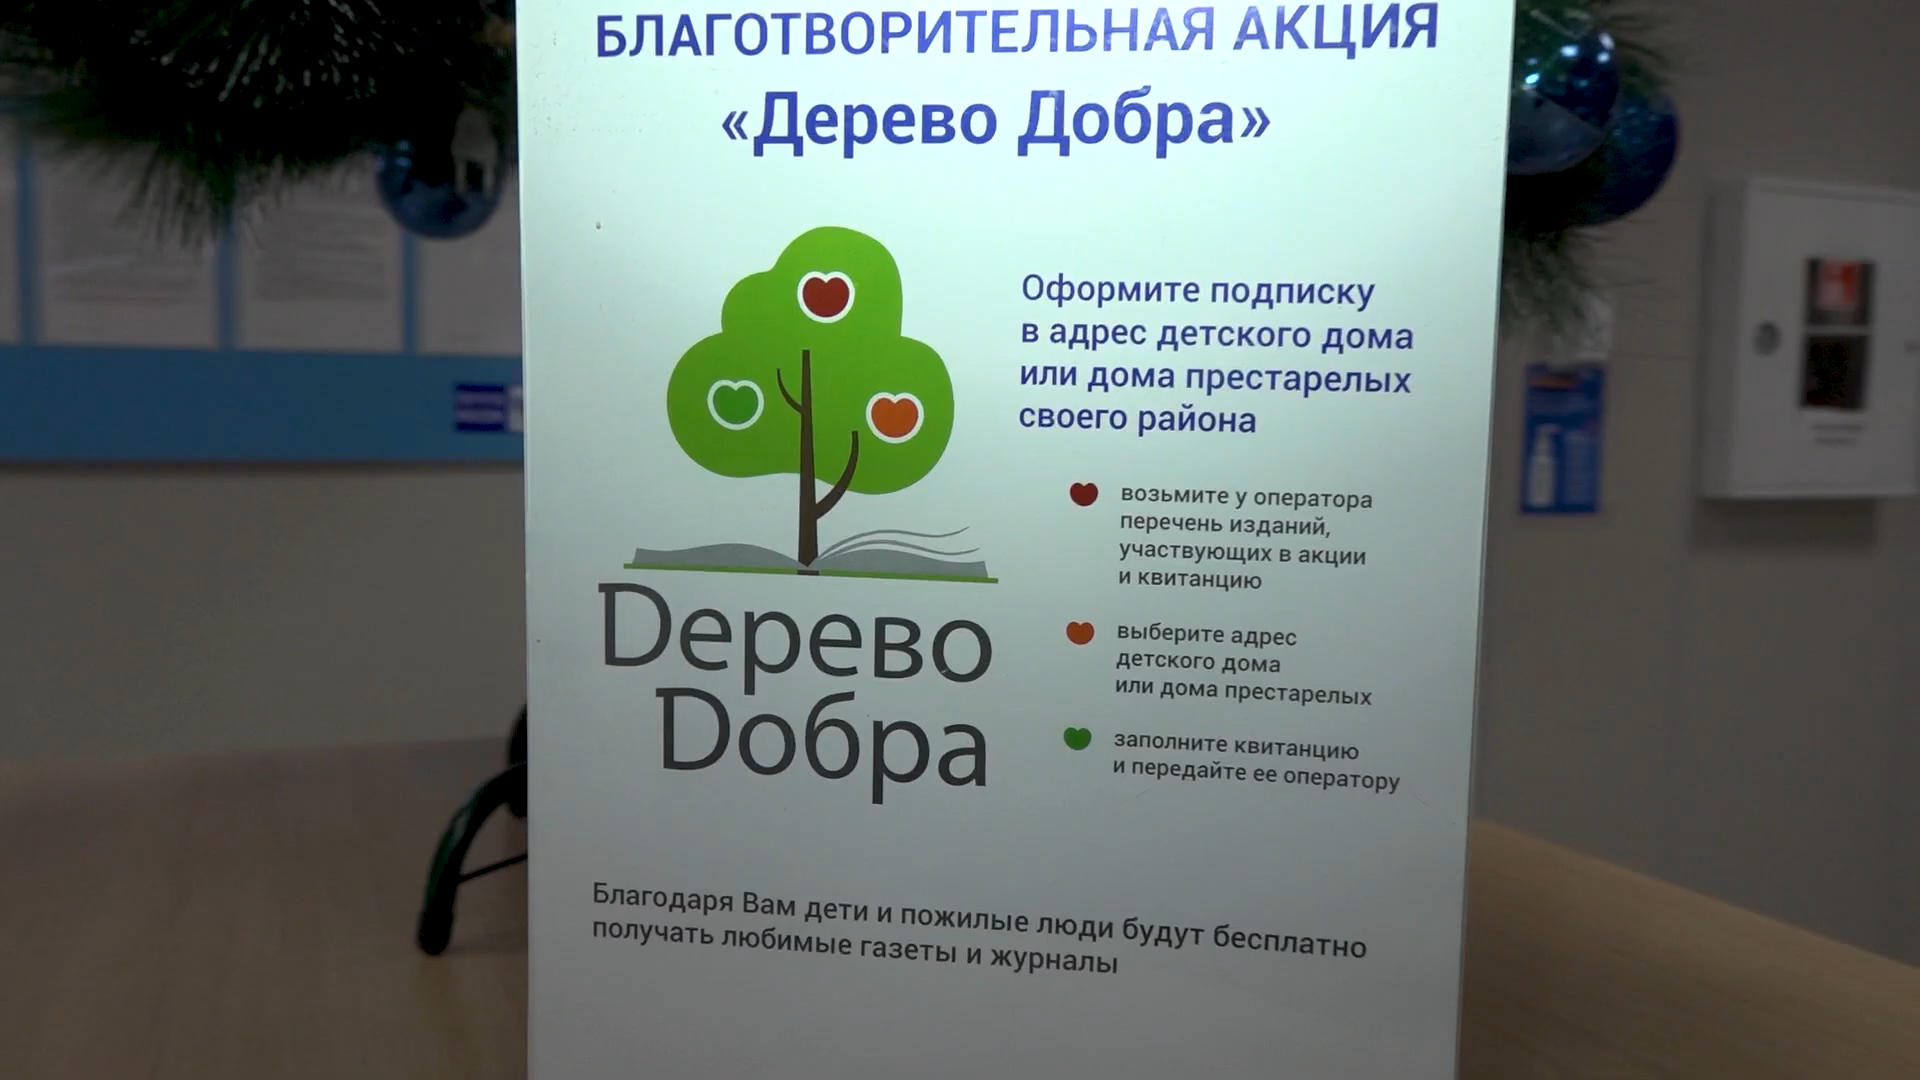 БЛАГОТВОРИТЕЛЬНАЯ АКЦИЯ
«Дерево Добра»
Оформите подписку
в адрес детского дома
или дома престарелых
своего района
возьмите у оператора
перечень изданий,
участвующих в акции
и квитанцию
выберите адрес
детского дома
или дома престарелых
заполните квитанцию
и передайте ее оператору
Дерево
Добра
Благодаря Вам дети и пожилые люди будут бесплатно
получать любимые газеты и журналы